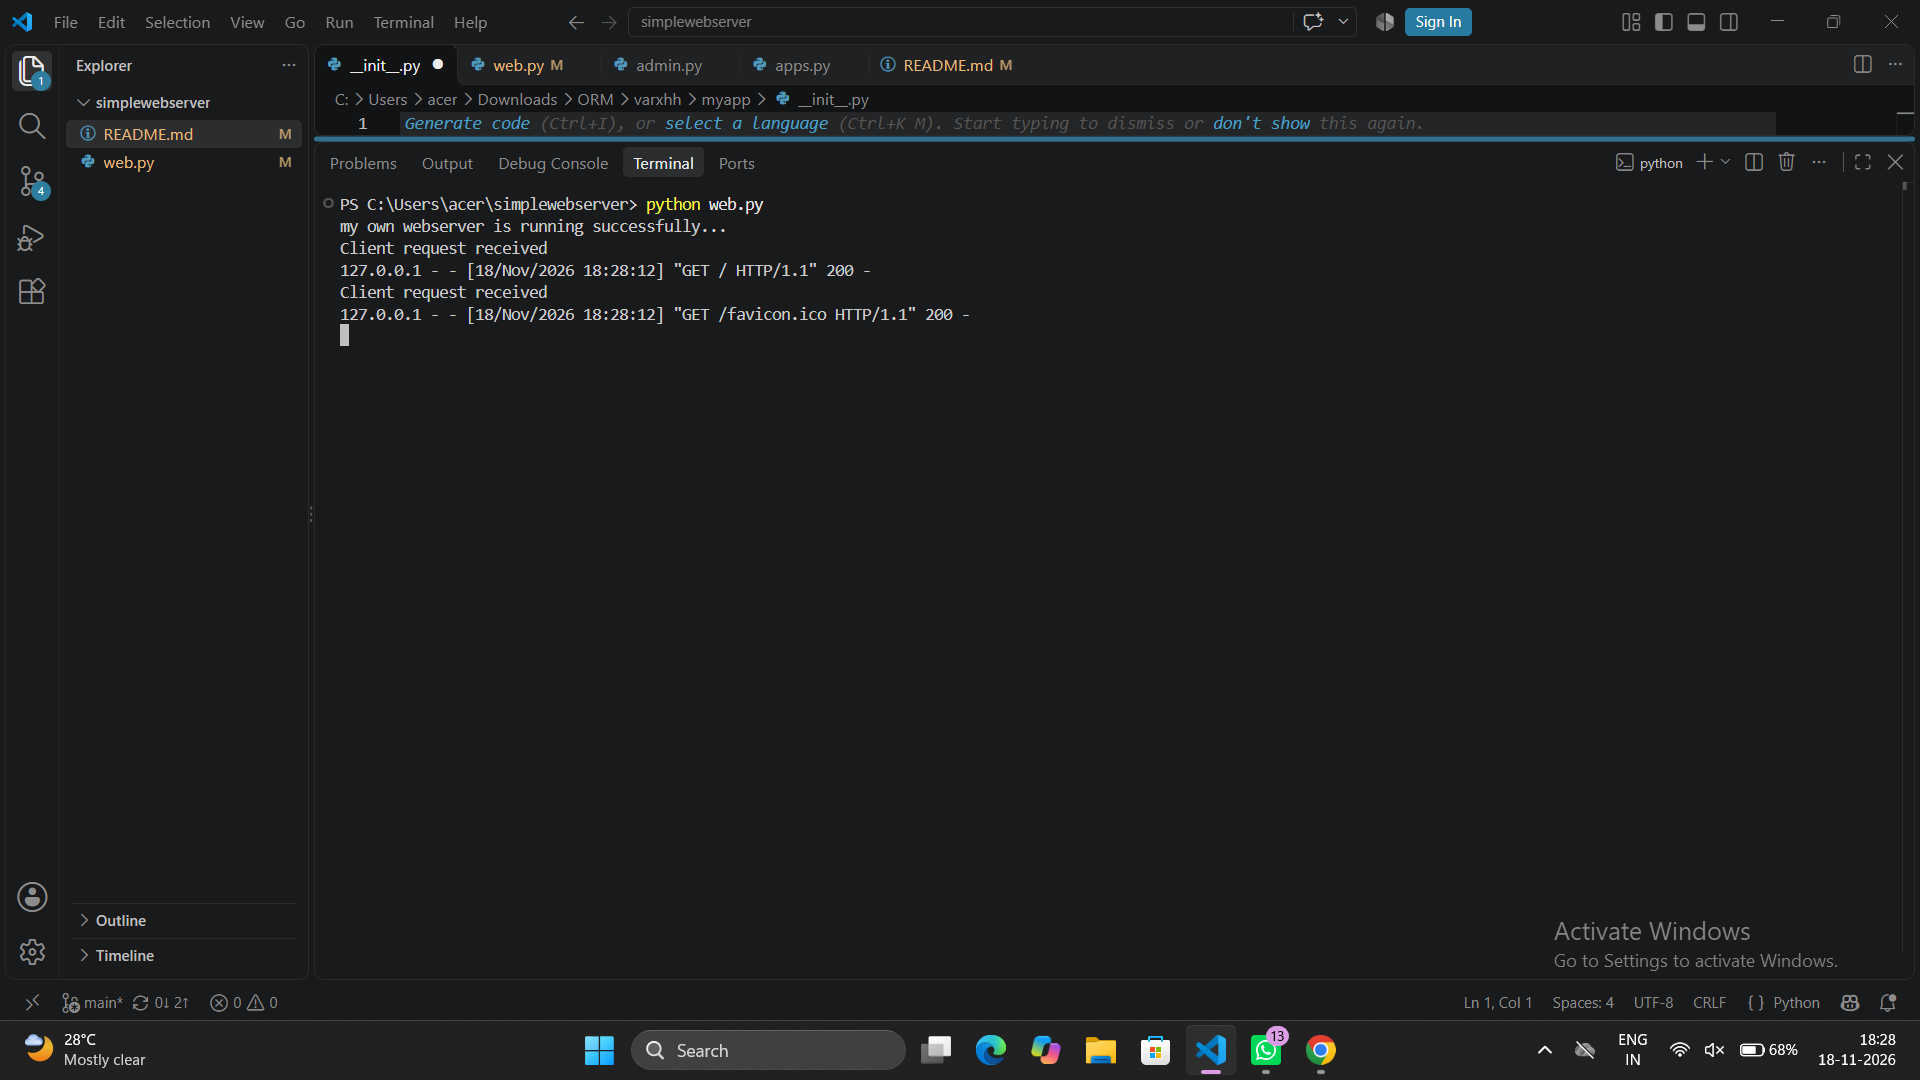 File Edit Selection View Go Run Terminal Help
simplewebserver
Sign In
Explorer
simplewebserver
README.md M
web.py M
1
4
__init__.py
web.py M
admin.py
apps.py
README.md M
C: > Users > acer > Downloads > ORM > varxhh > myapp > __init__.py
1 Generate code (Ctrl+I), or select a language (Ctrl+K M). Start typing to dismiss or don't show this again.
Problems Output Debug Console Terminal Ports
python
PS C:\Users\acer\simplewebserver> python web.py
my own webserver is running successfully...
Client request received
127.0.0.1 - - [18/Nov/2026 18:28:12] "GET / HTTP/1.1" 200 -
Client request received
127.0.0.1 - - [18/Nov/2026 18:28:12] "GET /favicon.ico HTTP/1.1" 200 -
Outline
Timeline
Activate Windows
Go to Settings to activate Windows.
main* 0↓ 2↑ 0 0
Ln 1, Col 1 Spaces: 4 UTF-8 CRLF { } Python
28°C
Mostly clear
Search
13
ENG
IN
68%
18:28
18-11-2026